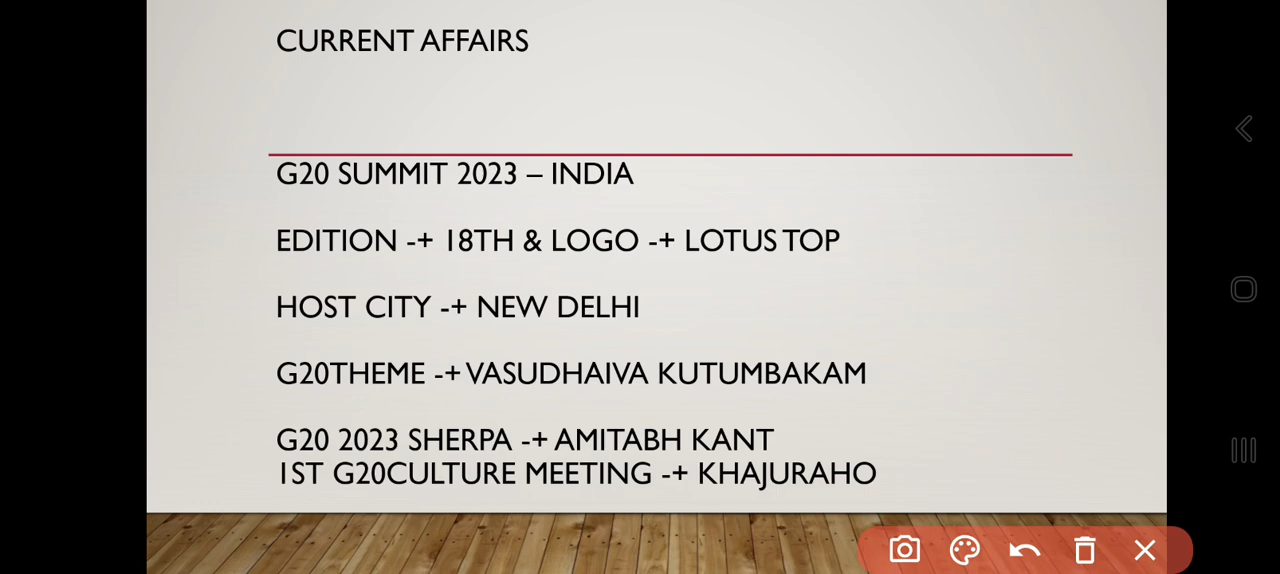 CURRENT AFFAIRS
G20 SUMMIT 2023 – INDIA
EDITION -+ 18TH & LOGO -+ LOTUS TOP
HOST CITY -+ NEW DELHI
G20THEME -+ VASUDHAIVA KUTUMBAKAM
G20 2023 SHERPA -+ AMITABH KANT
1ST G20CULTURE MEETING -+ KHAJURAHO